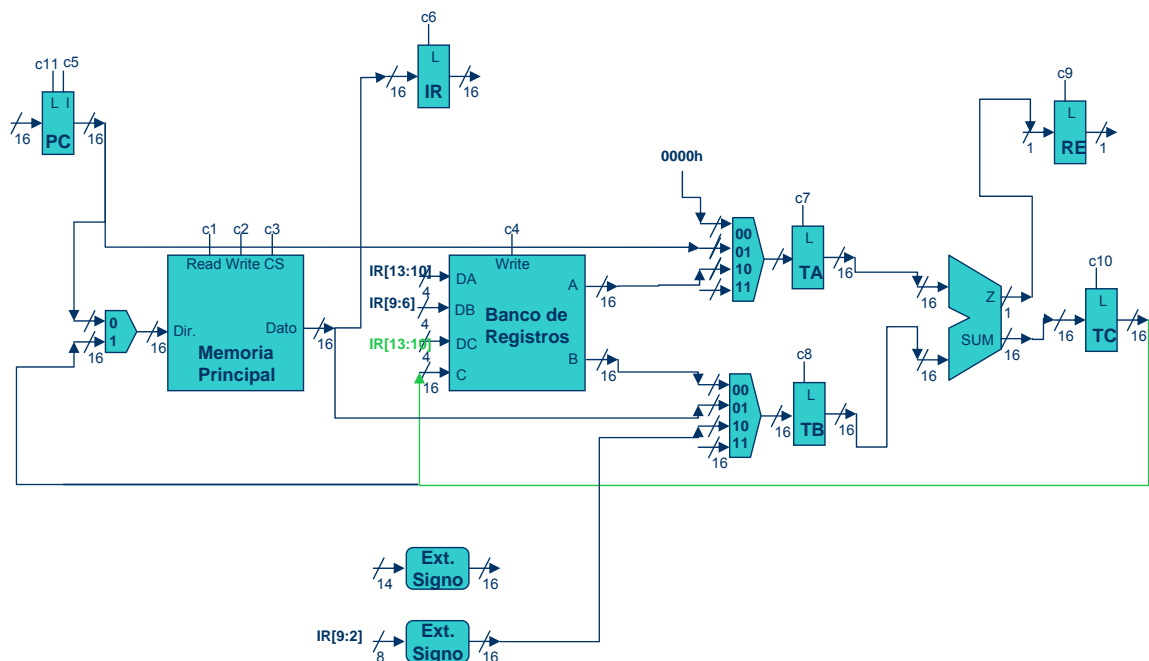 c6
L
IR
16
16
c11 c5
L I
PC
16
16
c9
L
RE
1
1
0000h
c7
L
TA
16
00
01
10
11
16
16
c1 c2 c3
Read Write CS
Dir.
Dato
Memoria
Principal
16
16
0
1
16
16
c4
Write
IR[13:10]
DA
4
IR[9:6]
DB
4
IR[13:10]
DC
4
C
16
A
16
B
16
Banco de
Registros
Z
1
SUM
16
16
16
c10
L
TC
16
16
c8
L
TB
16
00
01
10
11
16
16
Ext.
Signo
14
16
IR[9:2]
Ext.
Signo
8
16